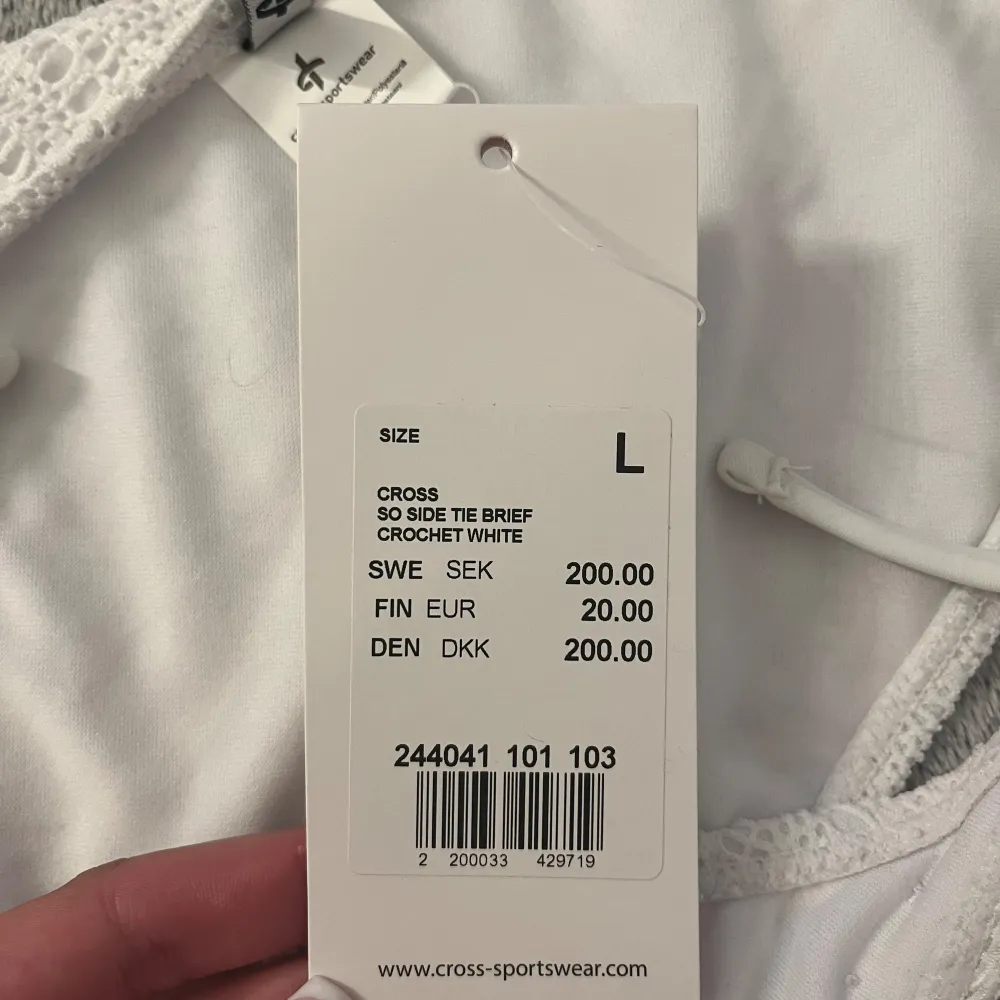 portswear
SIZE
L
CROSS
SO SIDE TIE BRIEF
CROCHET WHITE
SWE SEK 200.00
FIN EUR 20.00
DEN DKK 200.00
244041 101 103
2 200033 429719
www.cross-sportswear.com